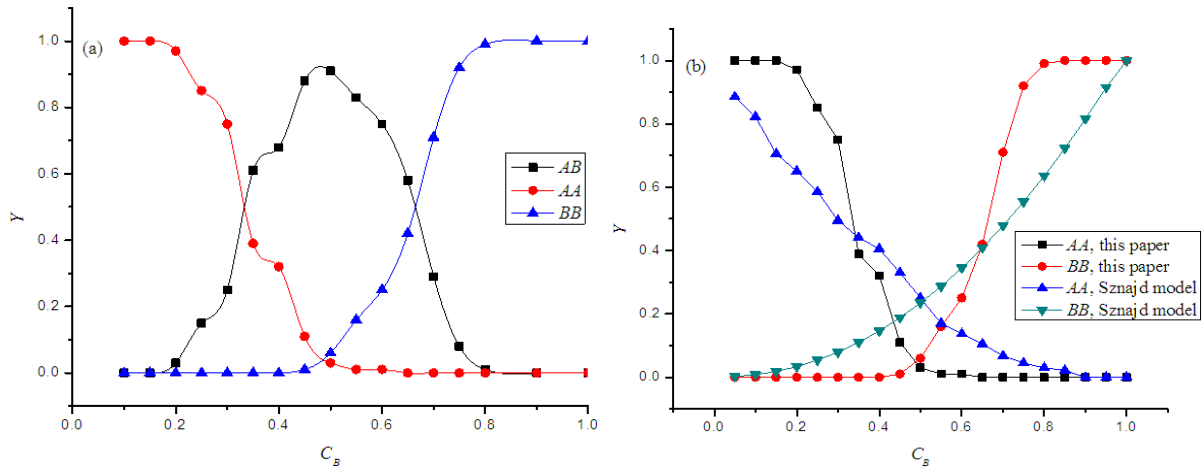 (a)
Y
1.0
0.8
0.6
0.4
0.2
0.0
0.0 0.2 0.4 0.6 0.8 1.0
C_B
AB
AA
BB
(b)
Y
1.0
0.8
0.6
0.4
0.2
0.0
0.0 0.2 0.4 0.6 0.8 1.0
C_B
AA, this paper
BB, this paper
AA, Sznajd model
BB, Sznajd model